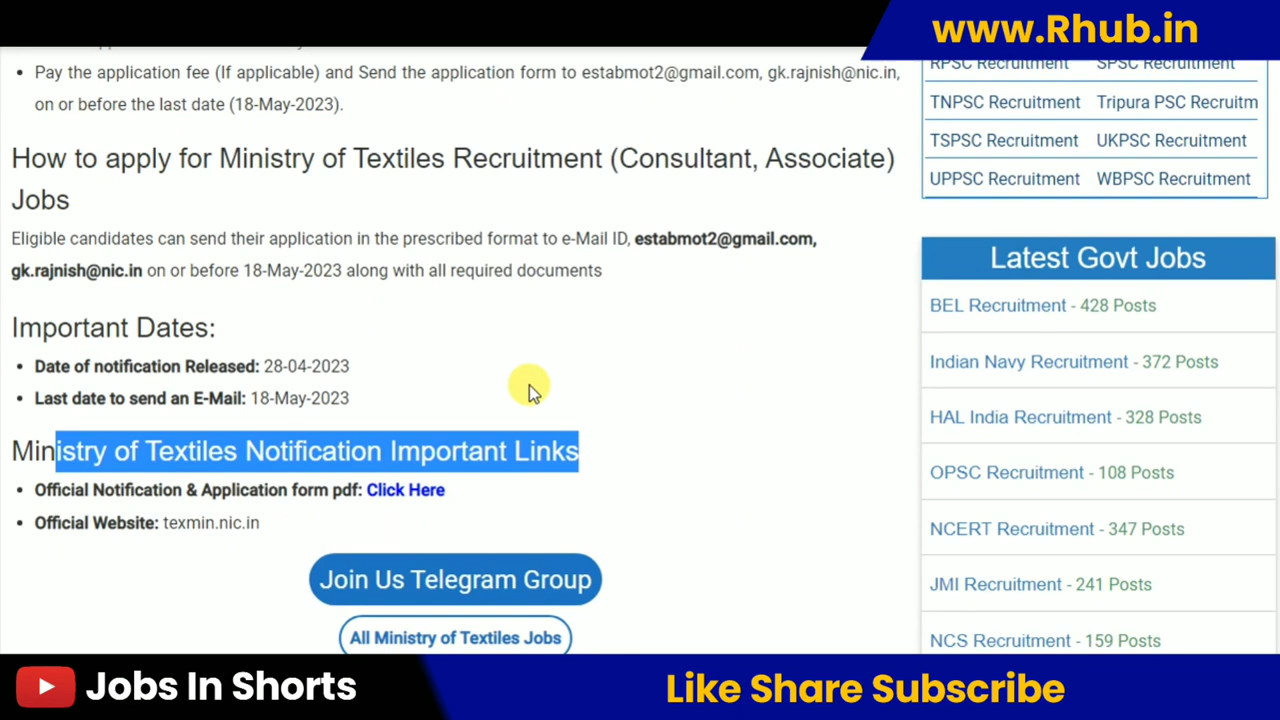 www.Rhub.in
Pay the application fee (If applicable) and Send the application form to estabmot2@gmail.com, gk.rajnish@nic.in,
on or before the last date (18-May-2023).
How to apply for Ministry of Textiles Recruitment (Consultant, Associate)
Jobs
Eligible candidates can send their application in the prescribed format to e-Mail ID, estabmot2@gmail.com,
gk.rajnish@nic.in on or before 18-May-2023 along with all required documents
Important Dates:
Date of notification Released: 28-04-2023
Last date to send an E-Mail: 18-May-2023
Ministry of Textiles Notification Important Links
Official Notification & Application form pdf: Click Here
Official Website: texmin.nic.in
Join Us Telegram Group
All Ministry of Textiles Jobs
RPSC Recruitment SPSC Recruitment
TNPSC Recruitment Tripura PSC Recruitm
TSPSC Recruitment UKPSC Recruitment
UPPSC Recruitment WBPSC Recruitment
Latest Govt Jobs
BEL Recruitment - 428 Posts
Indian Navy Recruitment - 372 Posts
HAL India Recruitment - 328 Posts
OPSC Recruitment - 108 Posts
NCERT Recruitment - 347 Posts
JMI Recruitment - 241 Posts
NCS Recruitment - 159 Posts
Jobs In Shorts
Like Share Subscribe